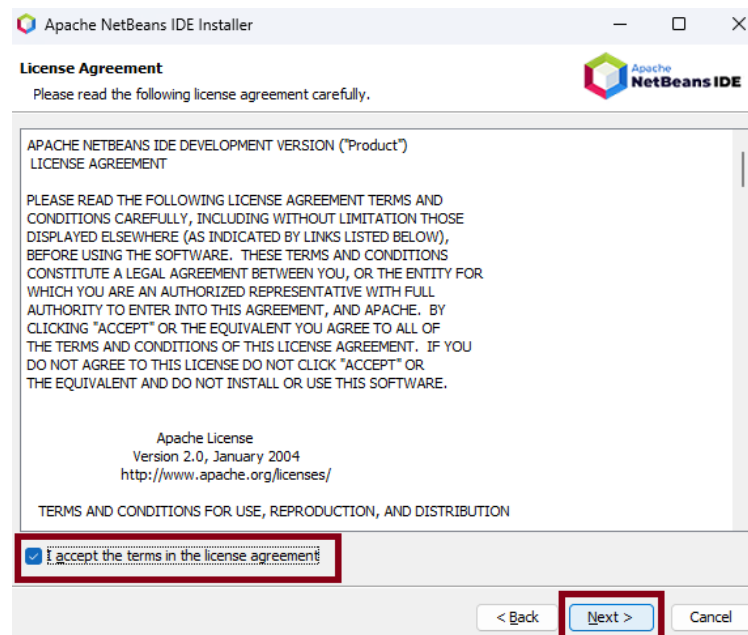 Apache NetBeans IDE Installer
License Agreement
Please read the following license agreement carefully.
Apache
NetBeans IDE
APACHE NETBEANS IDE DEVELOPMENT VERSION ("Product")
LICENSE AGREEMENT
PLEASE READ THE FOLLOWING LICENSE AGREEMENT TERMS AND
CONDITIONS CAREFULLY, INCLUDING WITHOUT LIMITATION THOSE
DISPLAYED ELSEWHERE (AS INDICATED BY LINKS LISTED BELOW),
BEFORE USING THE SOFTWARE.  THESE TERMS AND CONDITIONS
CONSTITUTE A LEGAL AGREEMENT BETWEEN YOU, OR THE ENTITY FOR
WHICH YOU ARE AN AUTHORIZED REPRESENTATIVE WITH FULL
AUTHORITY TO ENTER INTO THIS AGREEMENT, AND APACHE.  BY
CLICKING "ACCEPT" OR THE EQUIVALENT YOU AGREE TO ALL OF
THE TERMS AND CONDITIONS OF THIS LICENSE AGREEMENT.  IF YOU
DO NOT AGREE TO THIS LICENSE DO NOT CLICK "ACCEPT" OR
THE EQUIVALENT AND DO NOT INSTALL OR USE THIS SOFTWARE.
Apache License
Version 2.0, January 2004
http://www.apache.org/licenses/
TERMS AND CONDITIONS FOR USE, REPRODUCTION, AND DISTRIBUTION
I accept the terms in the license agreement
< Back
Next >
Cancel